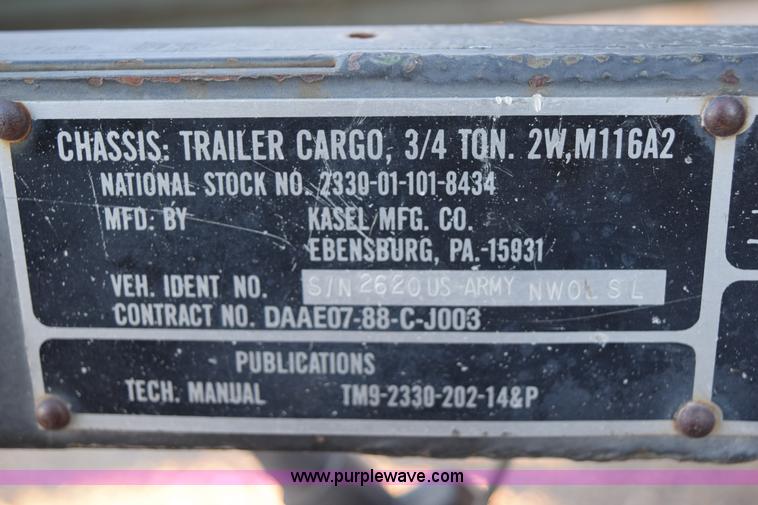 CHASSIS: TRAILER CARGO, 3/4 TON. 2W, M116A2
NATIONAL STOCK NO. 2330-01-101-8434
MFD. BY KASEL MFG. CO.
EBENSBURG, PA.-15931
VEH. IDENT NO. S/N 2620 US ARMY NWOL SL
CONTRACT NO. DAAE07-88-C-J003
PUBLICATIONS
TECH. MANUAL TM9-2330-202-14&P
www.purplewave.com